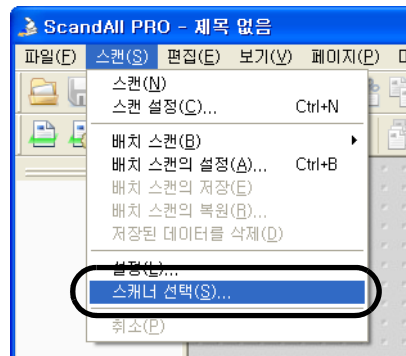 ScandAll PRO - 제목 없음
파일(F) 스캔(S) 편집(E) 보기(V) 페이지(P)
스캔(N)
스캔 설정(C)... Ctrl+N
배치 스캔(B)
배치 스캔의 설정(A)... Ctrl+B
배치 스캔의 저장(E)
배치 스캔의 복원(R)...
저장된 데이터를 삭제(D)
설정(L)...
스캐너 선택(S)...
취소(P)